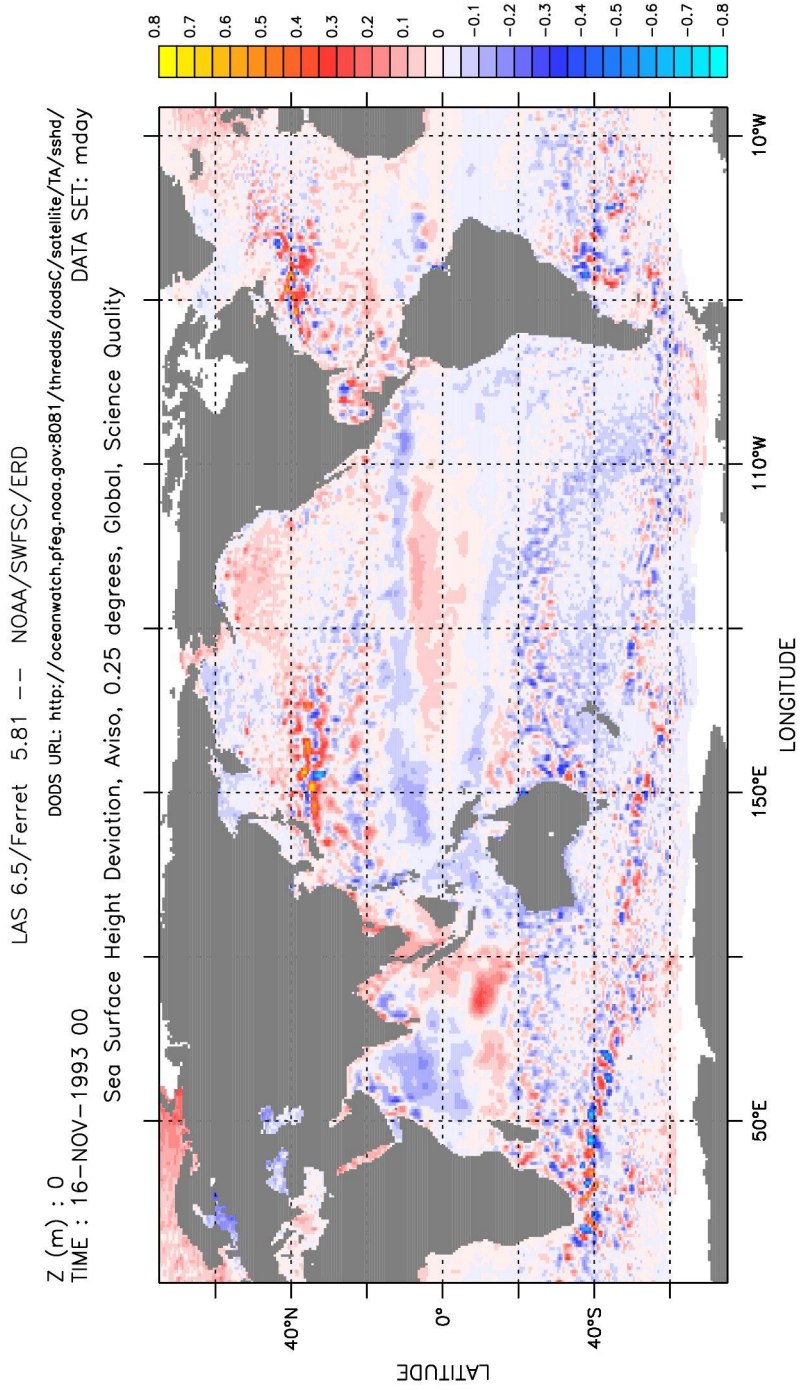 LAS 6.5/Ferret 5.81 -- NOAA/SWFSC/ERD
Z (m) : 0
TIME : 16-NOV-1993 00
DODS URL: http://oceanwatch.pfeg.noaa.gov:8081/thredds/dodsC/satellite/TA/sshd/
DATA SET: mday
Sea Surface Height Deviation, Aviso, 0.25 degrees, Global, Science Quality
LATITUDE
40°N
0°
40°S
50°E
150°E
110°W
10°W
LONGITUDE
0.8
0.7
0.6
0.5
0.4
0.3
0.2
0.1
0
-0.1
-0.2
-0.3
-0.4
-0.5
-0.6
-0.7
-0.8